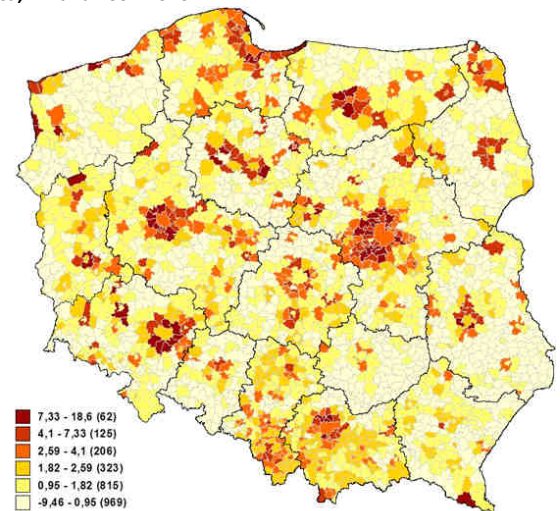 7,33 - 18,6 (62)
4,1 - 7,33 (125)
2,59 - 4,1 (206)
1,82 - 2,59 (323)
0,95 - 1,82 (815)
-9,46 - 0,95 (969)